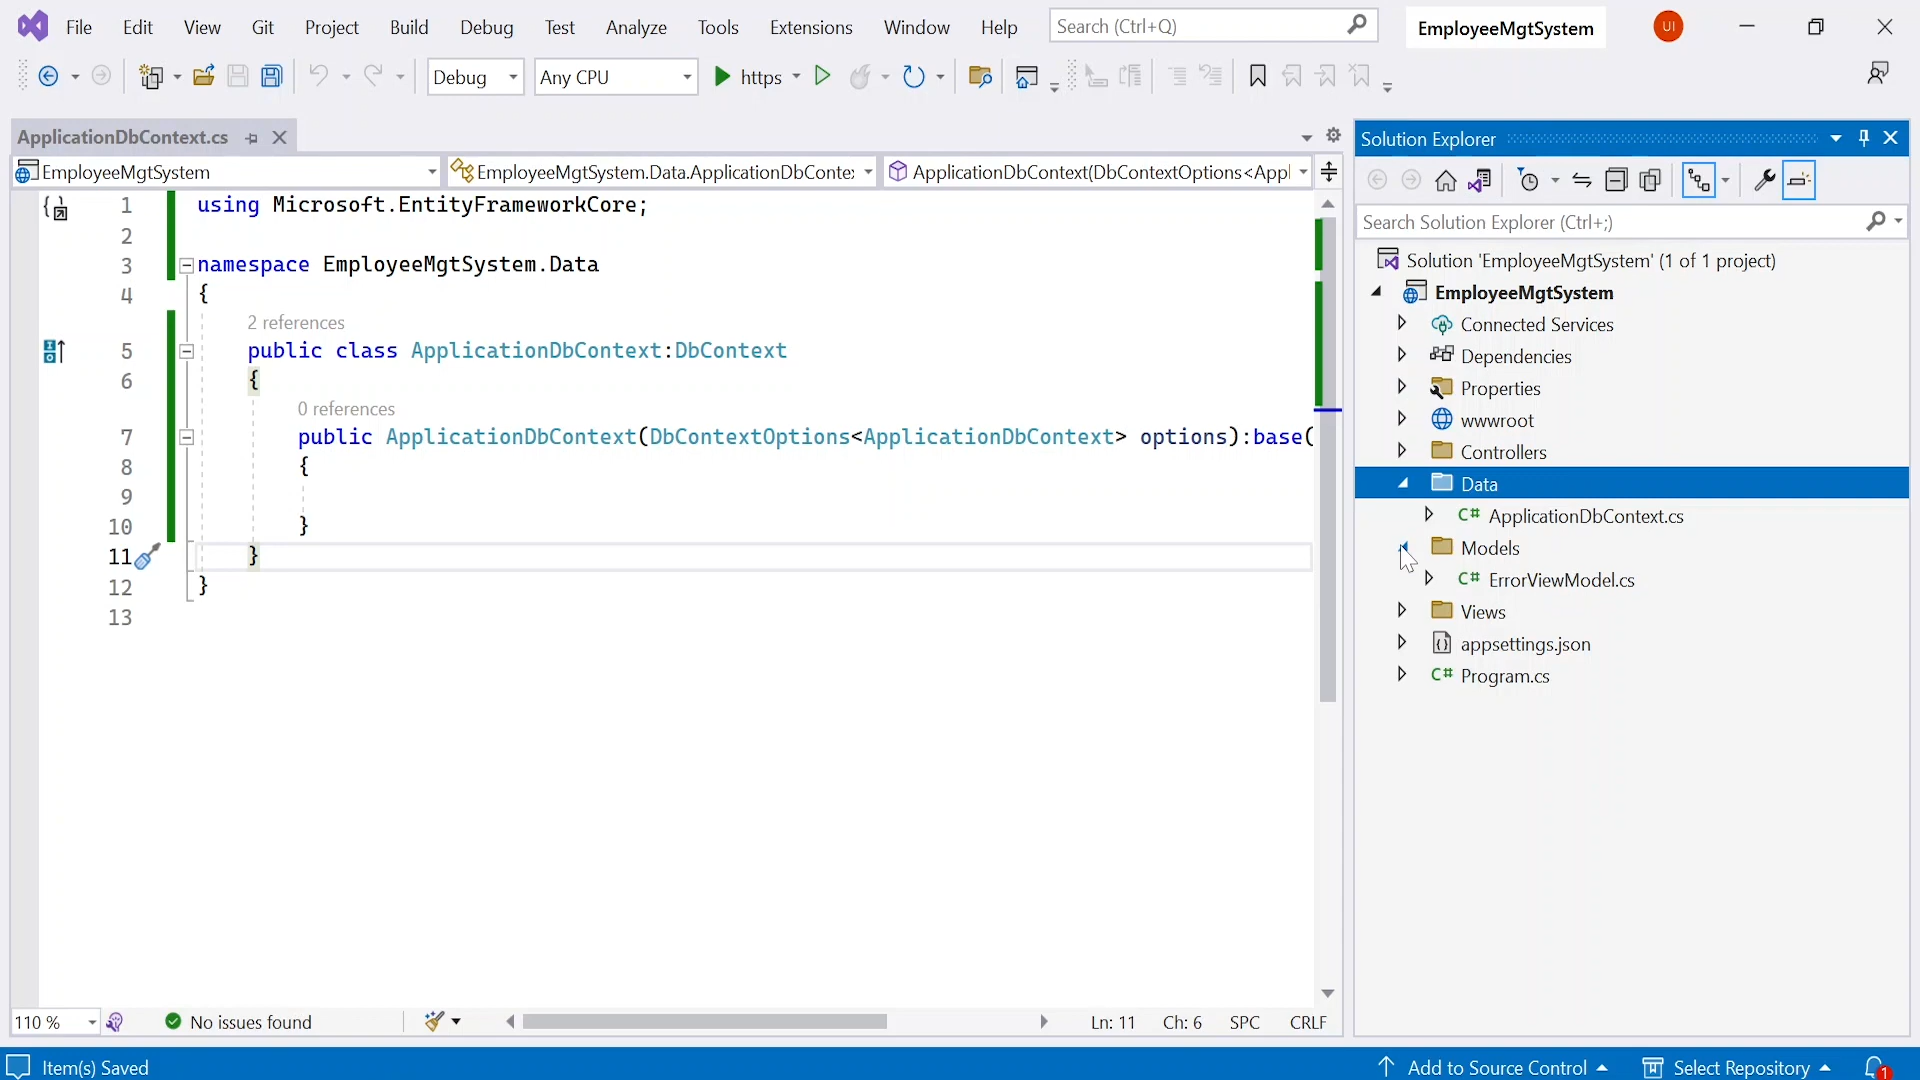 File Edit View Git Project Build Debug Test Analyze Tools Extensions Window Help Search (Ctrl+Q) EmployeeMgtSystem UI
Debug Any CPU https
ApplicationDbContext.cs
EmployeeMgtSystem EmployeeMgtSystem.Data.ApplicationDbConte: ApplicationDbContext(DbContextOptions<Appl
1 using Microsoft.EntityFrameworkCore;
2
3 namespace EmployeeMgtSystem.Data
4 {
2 references
5 public class ApplicationDbContext:DbContext
6 {
0 references
7 public ApplicationDbContext(DbContextOptions<ApplicationDbContext> options):base(
8 {
9
10 }
11 }
12 }
13
110 % No issues found Ln: 11 Ch: 6 SPC CRLF
Solution Explorer
Search Solution Explorer (Ctrl+;)
Solution 'EmployeeMgtSystem' (1 of 1 project)
EmployeeMgtSystem
Connected Services
Dependencies
Properties
wwwroot
Controllers
Data
C# ApplicationDbContext.cs
Models
C# ErrorViewModel.cs
Views
appsettings.json
C# Program.cs
Item(s) Saved Add to Source Control Select Repository 1